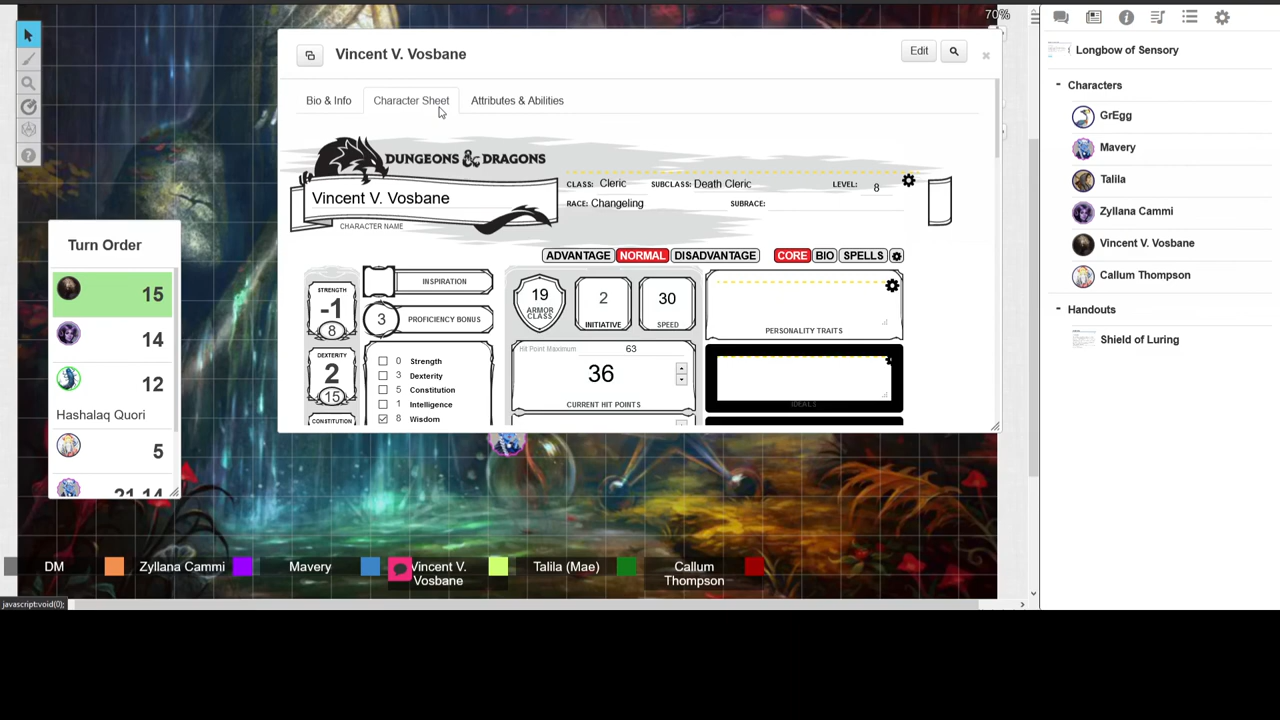 70%
Vincent V. Vosbane
Edit
Bio & Info
Character Sheet
Attributes & Abilities
DUNGEONS & DRAGONS
Vincent V. Vosbane
CHARACTER NAME
CLASS: Cleric
SUBCLASS: Death Cleric
LEVEL: 8
RACE: Changeling
SUBRACE:
ADVANTAGE
NORMAL
DISADVANTAGE
CORE
BIO
SPELLS
STRENGTH
-1
8
DEXTERITY
2
15
CONSTITUTION
INSPIRATION
3
PROFICIENCY BONUS
0 Strength
3 Dexterity
5 Constitution
1 Intelligence
8 Wisdom
19
ARMOR
CLASS
2
INITIATIVE
30
SPEED
Hit Point Maximum 63
36
CURRENT HIT POINTS
PERSONALITY TRAITS
IDEALS
Turn Order
15
14
12
Hashalaq Quori
5
21.14
DM
Zyllana Cammi
Mavery
Vincent V.
Vosbane
Talila (Mae)
Callum
Thompson
javascript:void(0);
Longbow of Sensory
Characters
GrEgg
Mavery
Talila
Zyllana Cammi
Vincent V. Vosbane
Callum Thompson
Handouts
Shield of Luring